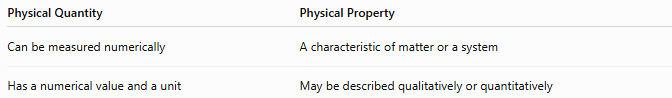 Physical Quantity Physical Property
Can be measured numerically A characteristic of matter or a system
Has a numerical value and a unit May be described qualitatively or quantitatively